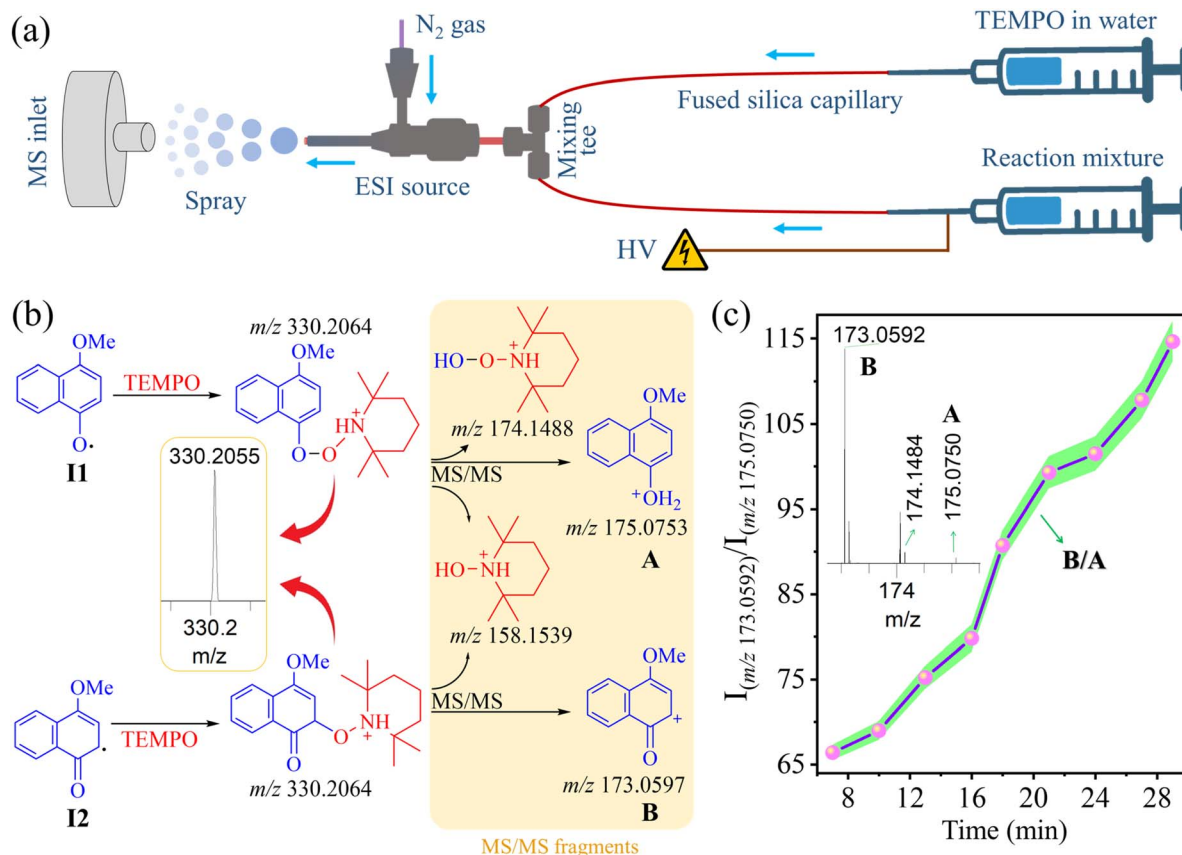 (a)
N₂ gas
TEMPO in water
MS inlet
Fused silica capillary
Mixing
tee
Reaction mixture
Spray
ESI source
HV
(b)
m/z 330.2064
OMe
OMe
TEMPO
O·
I1
HN
+
O-O
330.2055
330.2
m/z
HO-O-NH
+
m/z 174.1488
MS/MS
OMe
+OH₂
m/z 175.0753
A
HO-NH
+
m/z 158.1539
OMe
·
O
I2
TEMPO
OMe
O
O
NH
+
m/z 330.2064
MS/MS
OMe
+
O
m/z 173.0597
B
MS/MS fragments
(c)
I(m/z 173.0592)/I(m/z 175.0750)
115
105
95
85
75
65
173.0592
B
A
174.1484
175.0750
174
m/z
B/A
8
12
16
20
24
28
Time (min)